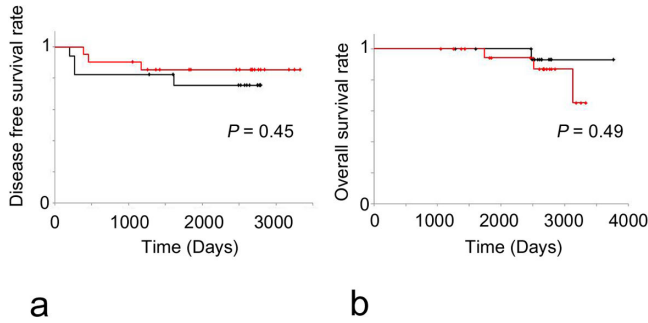 Disease free survival rate
1
0
P = 0.45
0 1000 2000 3000
Time (Days)
a
Overall survival rate
1
0
P = 0.49
0 1000 2000 3000 4000
Time (Days)
b